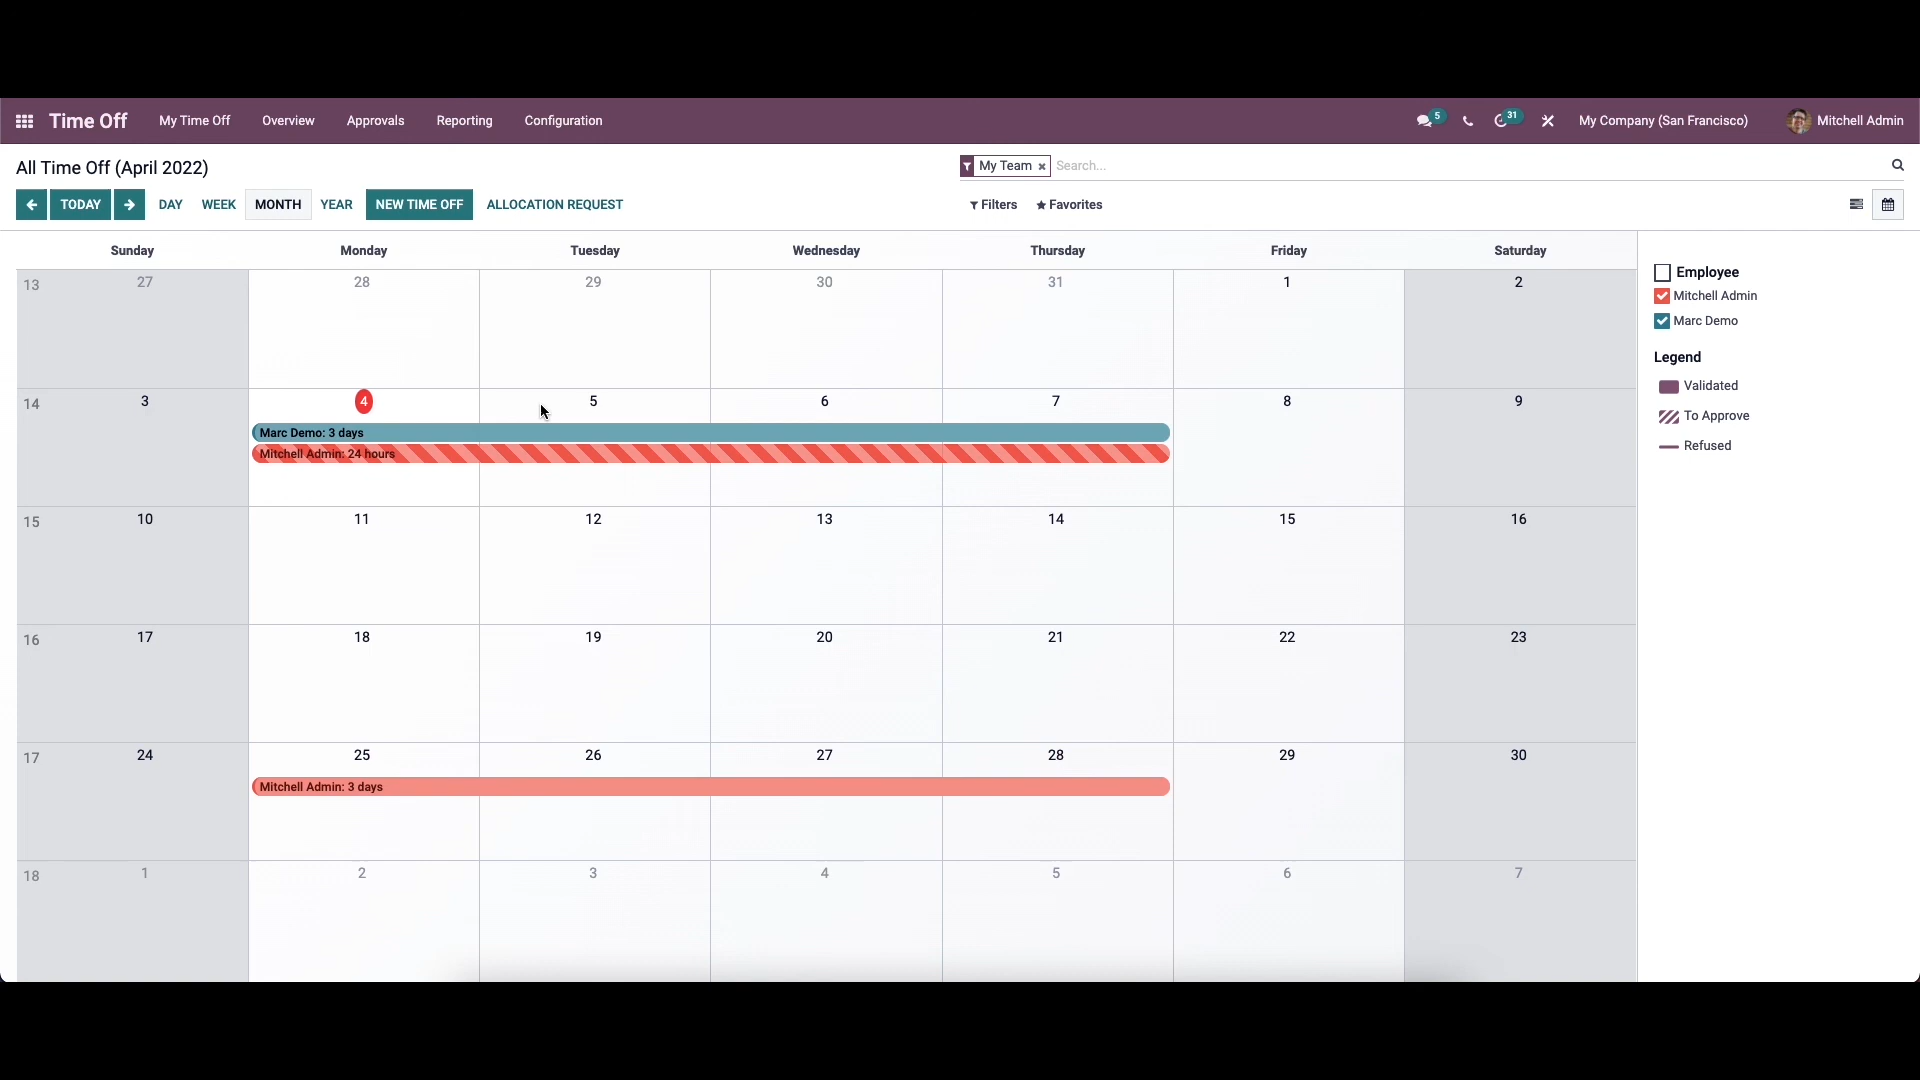 Time Off My Time Off Overview Approvals Reporting Configuration 5 31 My Company (San Francisco) Mitchell Admin
All Time Off (April 2022) My Team × Search...
TODAY DAY WEEK MONTH YEAR NEW TIME OFF ALLOCATION REQUEST Filters Favorites
Sunday Monday Tuesday Wednesday Thursday Friday Saturday
13 27 28 29 30 31 1 2
14 3 4 5 6 7 8 9
Marc Demo: 3 days
Mitchell Admin: 24 hours
15 10 11 12 13 14 15 16
16 17 18 19 20 21 22 23
17 24 25 26 27 28 29 30
Mitchell Admin: 3 days
18 1 2 3 4 5 6 7
Employee
Mitchell Admin
Marc Demo
Legend
Validated
To Approve
Refused